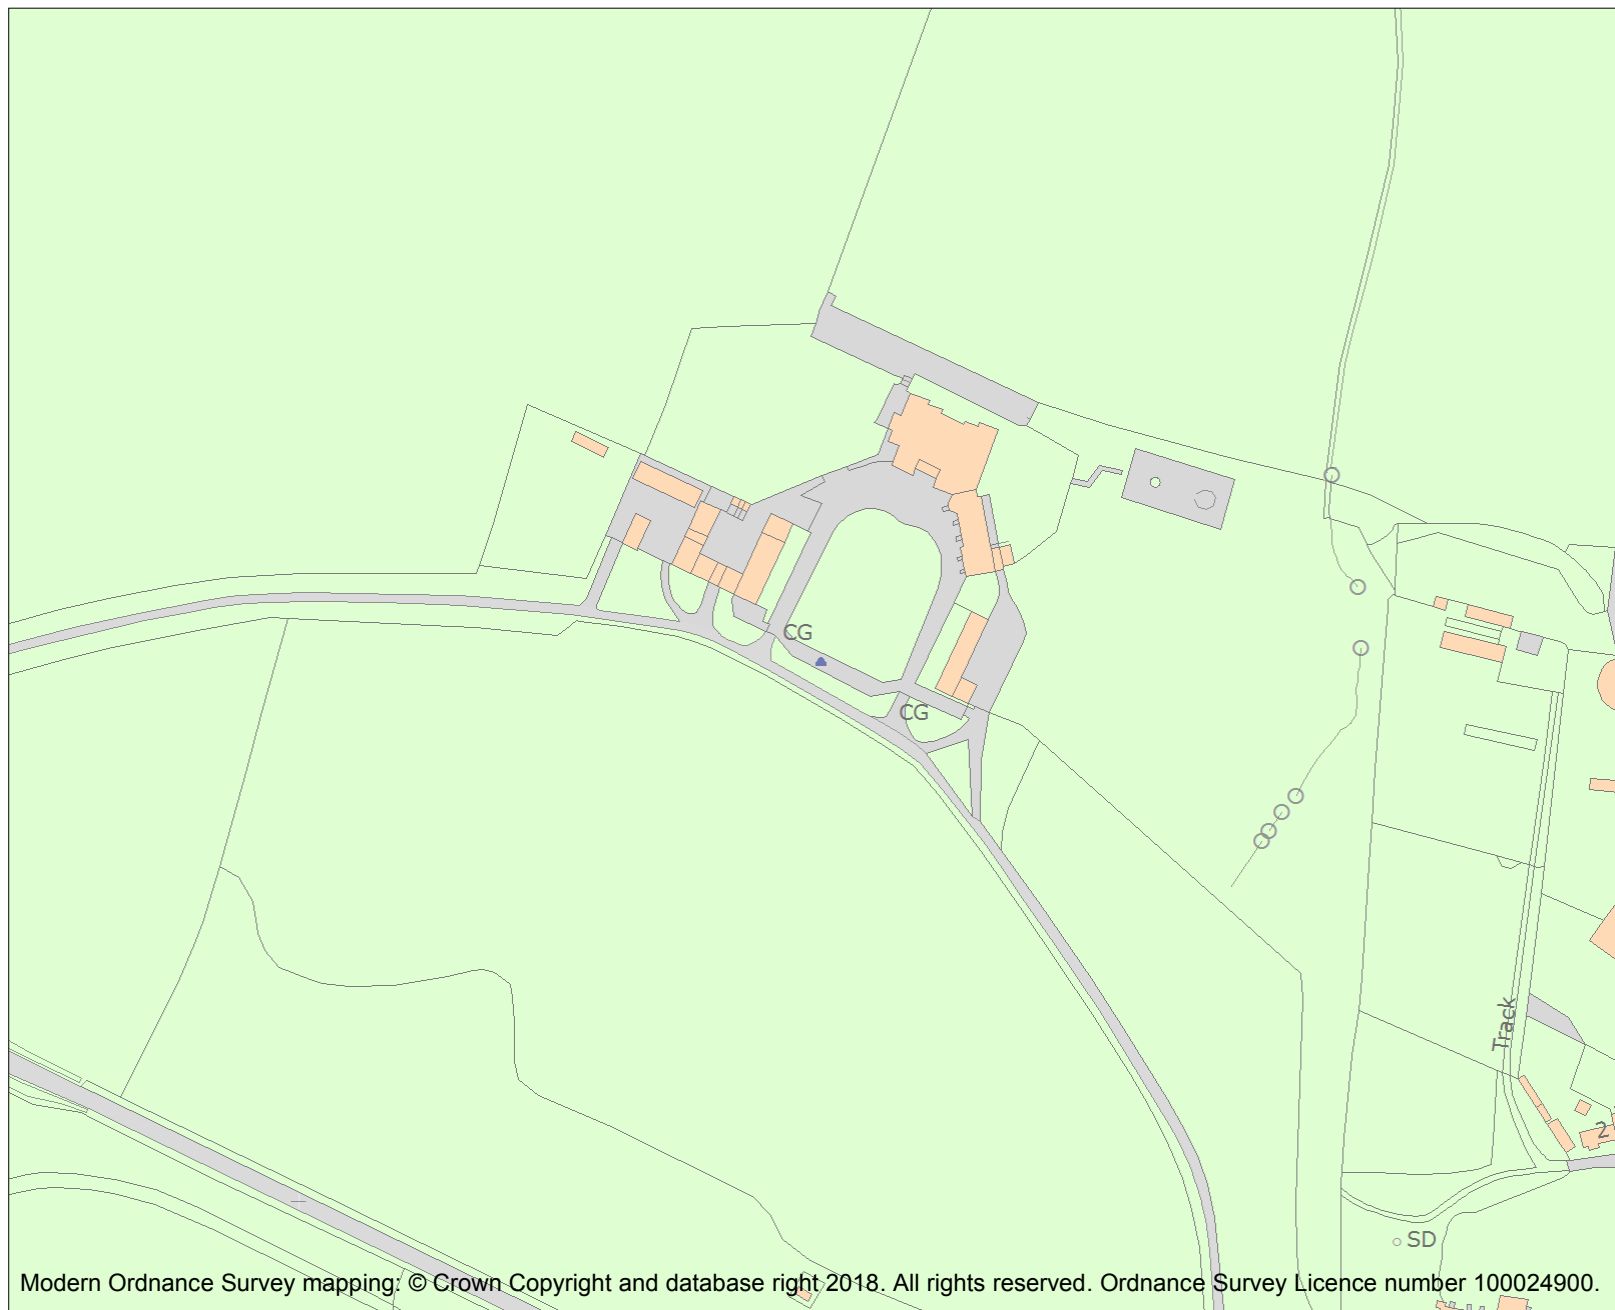 CG
CG
Track
2
SD
Modern Ordnance Survey mapping: © Crown Copyright and database right 2018. All rights reserved. Ordnance Survey Licence number 100024900.